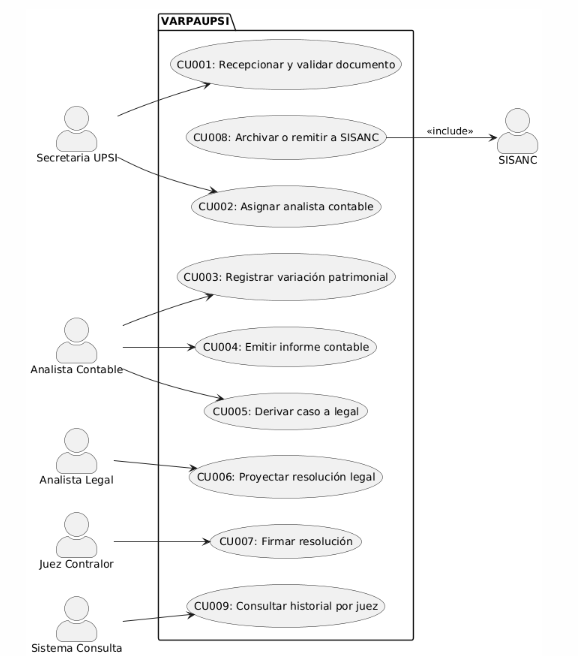 VARPAUPSI
CU001: Recepcionar y validar documento
CU008: Archivar o remitir a SISANC
«include»
SISANC
Secretaria UPSI
CU002: Asignar analista contable
CU003: Registrar variación patrimonial
CU004: Emitir informe contable
Analista Contable
CU005: Derivar caso a legal
Analista Legal
CU006: Proyectar resolución legal
Juez Contralor
CU007: Firmar resolución
CU009: Consultar historial por juez
Sistema Consulta